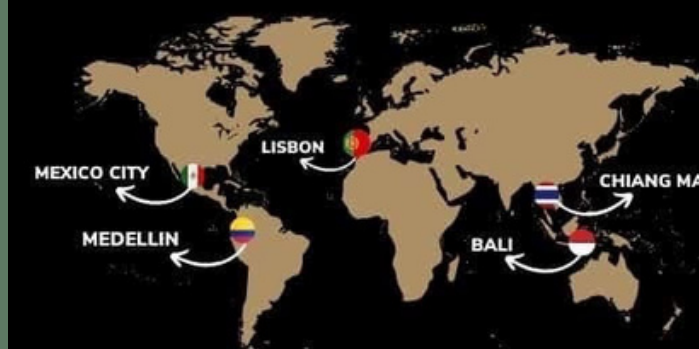 LISBON
MEXICO CITY
CHIANG MA
MEDELLIN
BALI